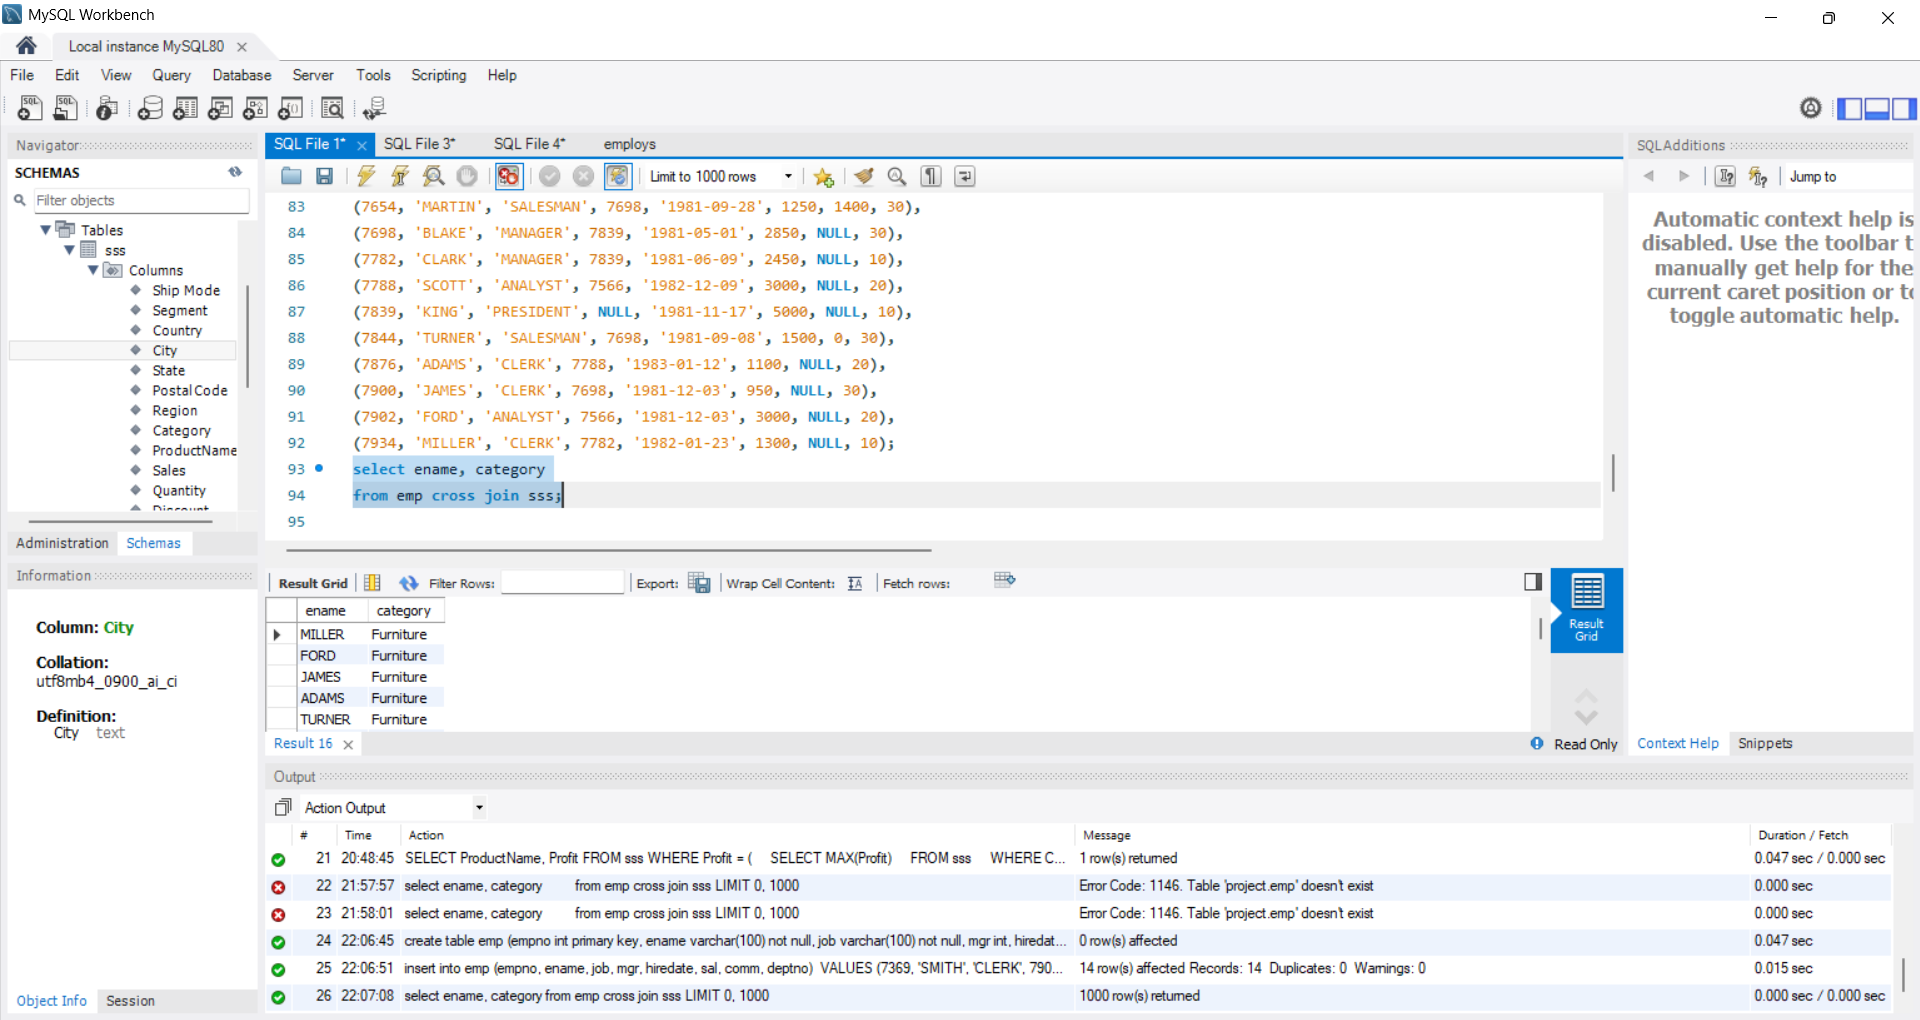 MySQL Workbench
Local instance MySQL80
File Edit View Query Database Server Tools Scripting Help
Navigator
SCHEMAS
Filter objects
Tables
sss
Columns
Ship Mode
Segment
Country
City
State
PostalCode
Region
Category
ProductName
Sales
Quantity
Discount
Administration Schemas
Information
Column: City
Collation:
utf8mb4_0900_ai_ci
Definition:
City text
Object Info Session
SQL File 1* SQL File 3* SQL File 4* employs
Limit to 1000 rows
83 (7654, 'MARTIN', 'SALESMAN', 7698, '1981-09-28', 1250, 1400, 30),
84 (7698, 'BLAKE', 'MANAGER', 7839, '1981-05-01', 2850, NULL, 30),
85 (7782, 'CLARK', 'MANAGER', 7839, '1981-06-09', 2450, NULL, 10),
86 (7788, 'SCOTT', 'ANALYST', 7566, '1982-12-09', 3000, NULL, 20),
87 (7839, 'KING', 'PRESIDENT', NULL, '1981-11-17', 5000, NULL, 10),
88 (7844, 'TURNER', 'SALESMAN', 7698, '1981-09-08', 1500, 0, 30),
89 (7876, 'ADAMS', 'CLERK', 7788, '1983-01-12', 1100, NULL, 20),
90 (7900, 'JAMES', 'CLERK', 7698, '1981-12-03', 950, NULL, 30),
91 (7902, 'FORD', 'ANALYST', 7566, '1981-12-03', 3000, NULL, 20),
92 (7934, 'MILLER', 'CLERK', 7782, '1982-01-23', 1300, NULL, 10);
93 select ename, category
94 from emp cross join sss;
95
Result Grid Filter Rows: Export: Wrap Cell Content: Fetch rows:
ename category
MILLER Furniture
FORD Furniture
JAMES Furniture
ADAMS Furniture
TURNER Furniture
Result Grid
Result 16
Read Only
SQLAdditions
Jump to
Automatic context help is
disabled. Use the toolbar t
manually get help for the
current caret position or to
toggle automatic help.
Context Help Snippets
Output
Action Output
# Time Action Message Duration / Fetch
21 20:48:45 SELECT ProductName, Profit FROM sss WHERE Profit = ( SELECT MAX(Profit) FROM sss WHERE C... 1 row(s) returned 0.047 sec / 0.000 sec
22 21:57:57 select ename, category from emp cross join sss LIMIT 0, 1000 Error Code: 1146. Table 'project.emp' doesn't exist 0.000 sec
23 21:58:01 select ename, category from emp cross join sss LIMIT 0, 1000 Error Code: 1146. Table 'project.emp' doesn't exist 0.000 sec
24 22:06:45 create table emp (empno int primary key, ename varchar(100) not null, job varchar(100) not null, mgr int, hiredat... 0 row(s) affected 0.047 sec
25 22:06:51 insert into emp (empno, ename, job, mgr, hiredate, sal, comm, deptno) VALUES (7369, 'SMITH', 'CLERK', 790... 14 row(s) affected Records: 14 Duplicates: 0 Warnings: 0 0.015 sec
26 22:07:08 select ename, category from emp cross join sss LIMIT 0, 1000 1000 row(s) returned 0.000 sec / 0.000 sec